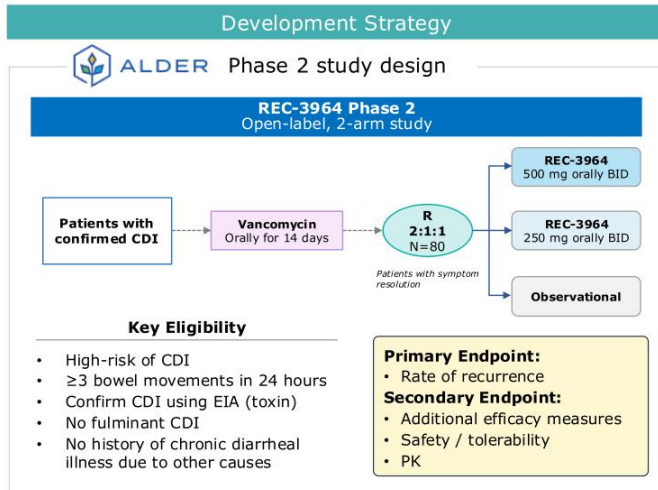 Development Strategy
ALDER Phase 2 study design
REC-3964 Phase 2
Open-label, 2-arm study
Patients with
confirmed CDI
Vancomycin
Orally for 14 days
R
2:1:1
N=80
Patients with symptom
resolution
REC-3964
500 mg orally BID
REC-3964
250 mg orally BID
Observational
Key Eligibility
• High-risk of CDI
• ≥3 bowel movements in 24 hours
• Confirm CDI using EIA (toxin)
• No fulminant CDI
• No history of chronic diarrheal
illness due to other causes
Primary Endpoint:
• Rate of recurrence
Secondary Endpoint:
• Additional efficacy measures
• Safety / tolerability
• PK